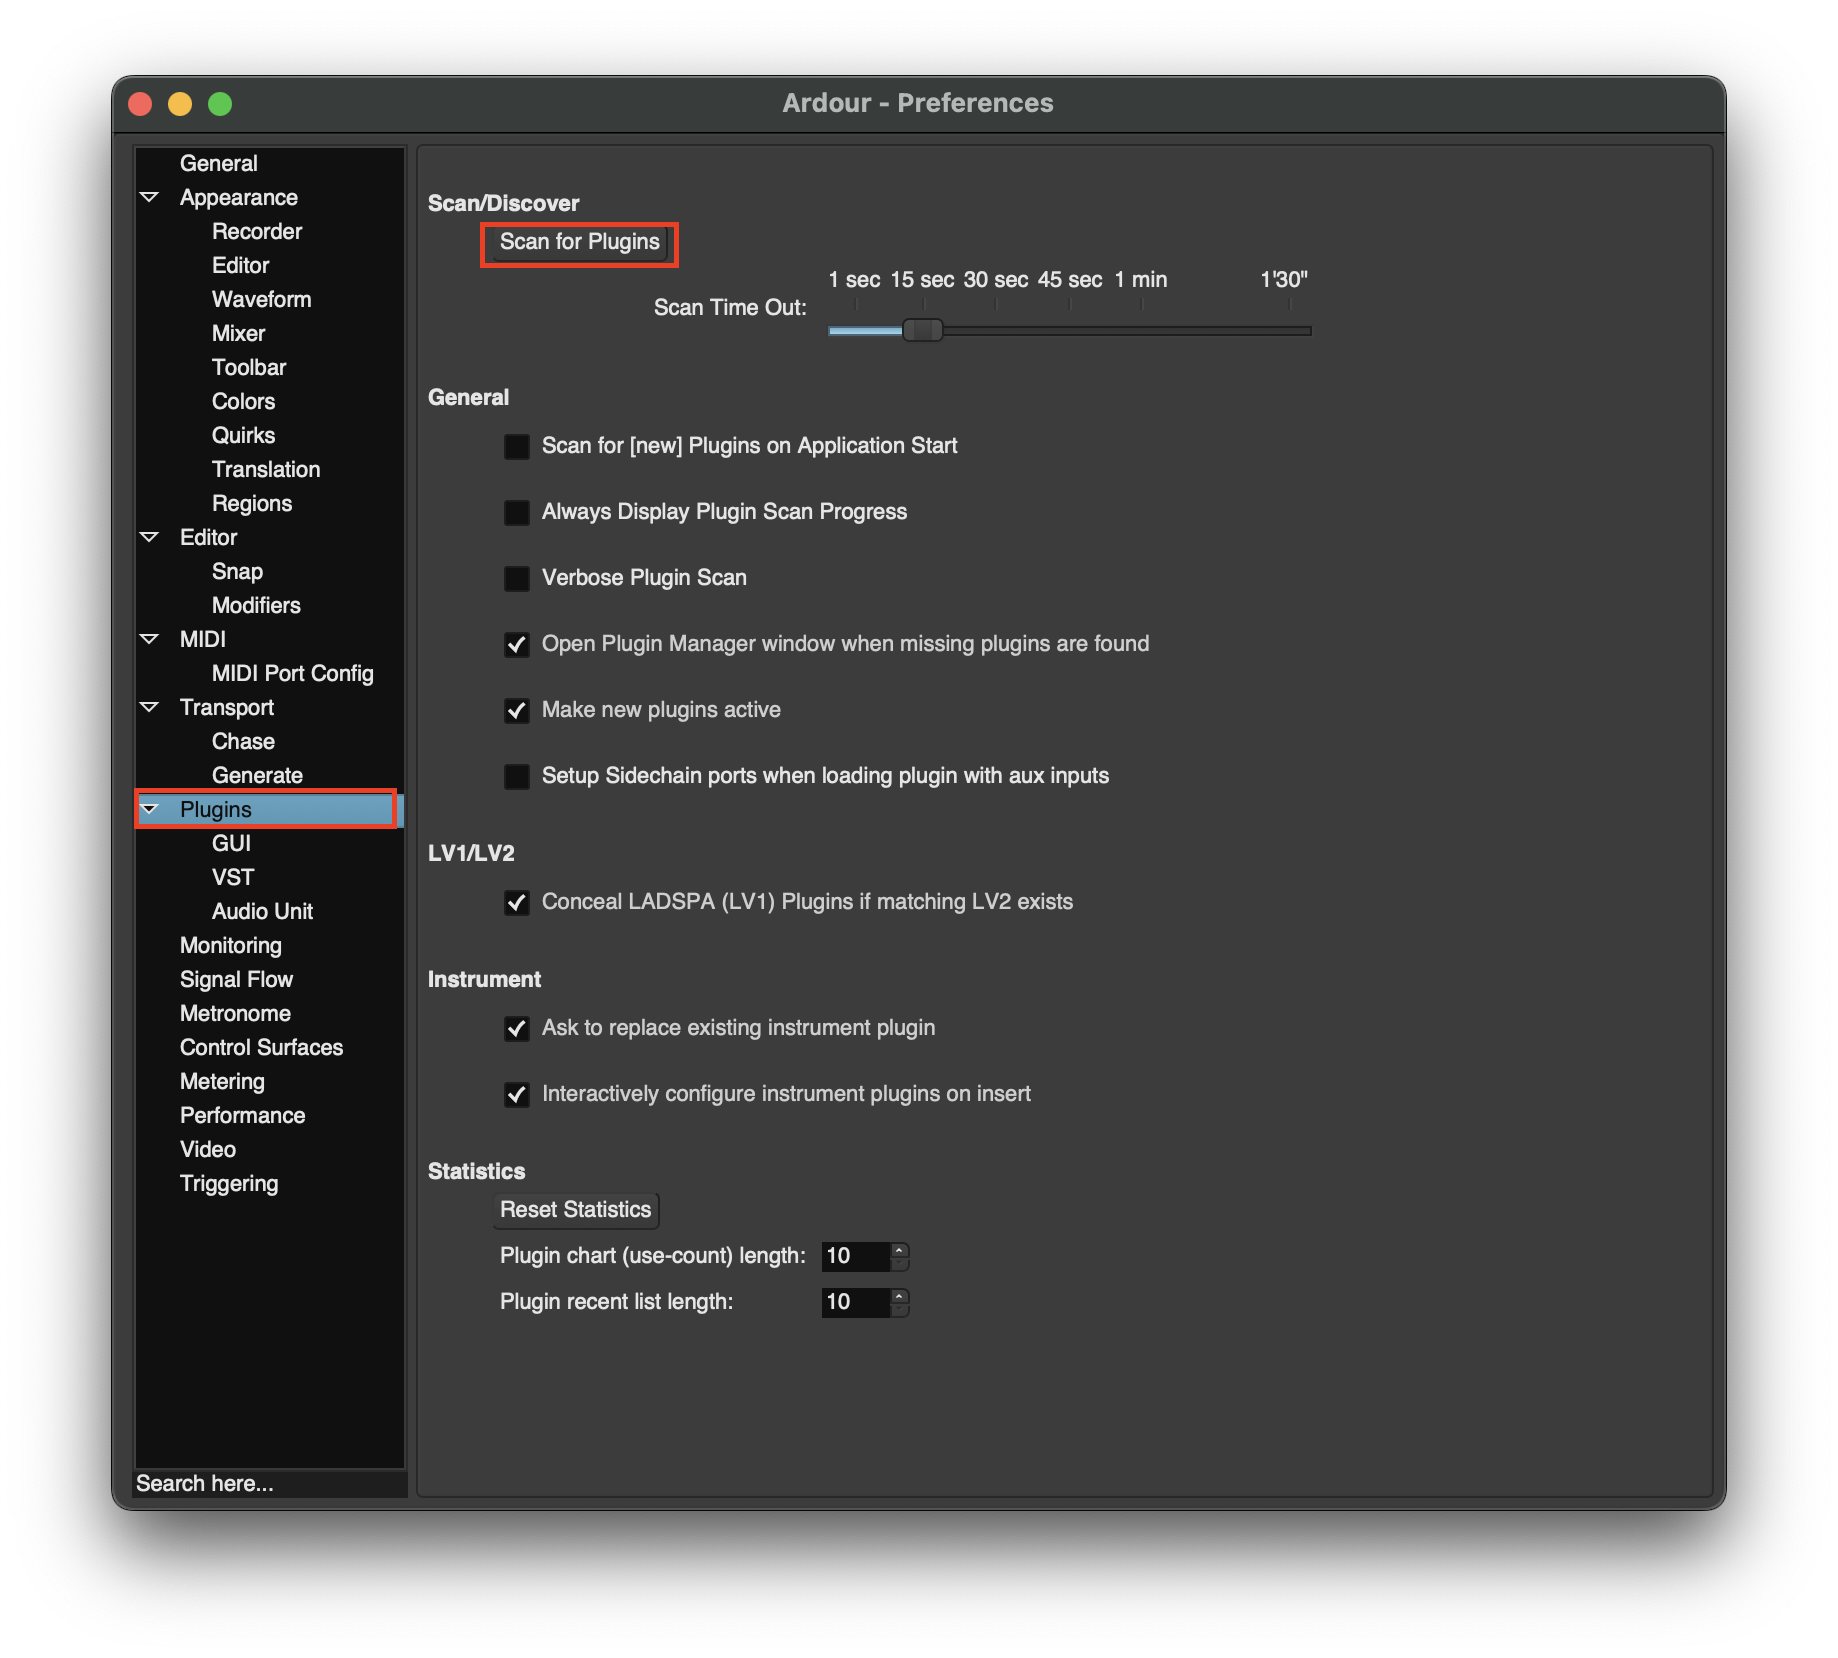 Ardour - Preferences
General
Appearance
Recorder
Editor
Waveform
Mixer
Toolbar
Colors
Quirks
Translation
Regions
Editor
Snap
Modifiers
MIDI
MIDI Port Config
Transport
Chase
Generate
Plugins
GUI
VST
Audio Unit
Monitoring
Signal Flow
Metronome
Control Surfaces
Metering
Performance
Video
Triggering
Search here...
Scan/Discover
Scan for Plugins
1 sec 15 sec 30 sec 45 sec 1 min 1'30"
Scan Time Out:
General
Scan for [new] Plugins on Application Start
Always Display Plugin Scan Progress
Verbose Plugin Scan
Open Plugin Manager window when missing plugins are found
Make new plugins active
Setup Sidechain ports when loading plugin with aux inputs
LV1/LV2
Conceal LADSPA (LV1) Plugins if matching LV2 exists
Instrument
Ask to replace existing instrument plugin
Interactively configure instrument plugins on insert
Statistics
Reset Statistics
Plugin chart (use-count) length: 10
Plugin recent list length: 10